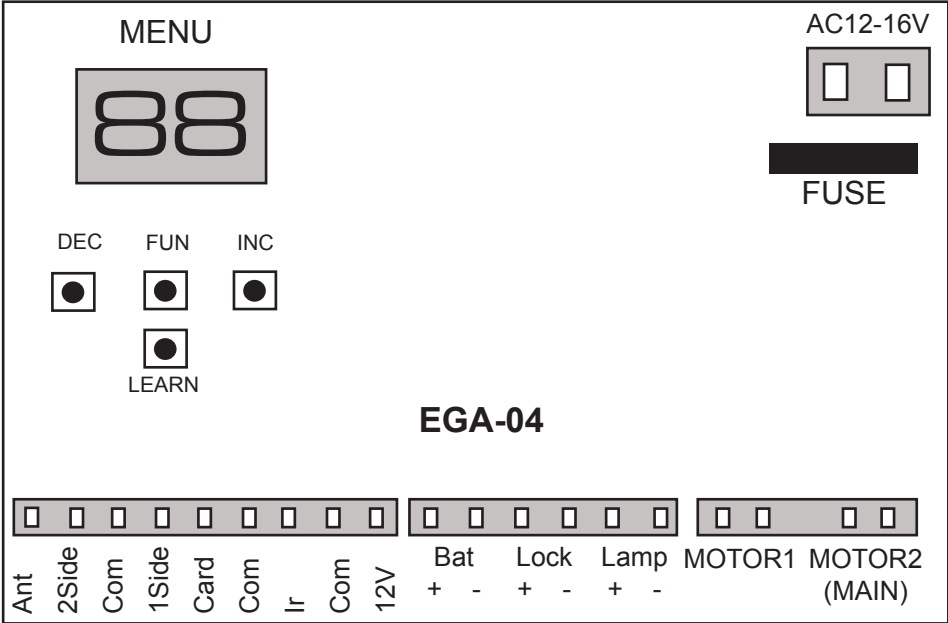 MENU
AC12-16V
88
FUSE
DEC FUN INC
LEARN
EGA-04
Ant 2Side Com 1Side Card Com Ir Com 12V
Bat Lock Lamp MOTOR1 MOTOR2
+ - + - + - (MAIN)